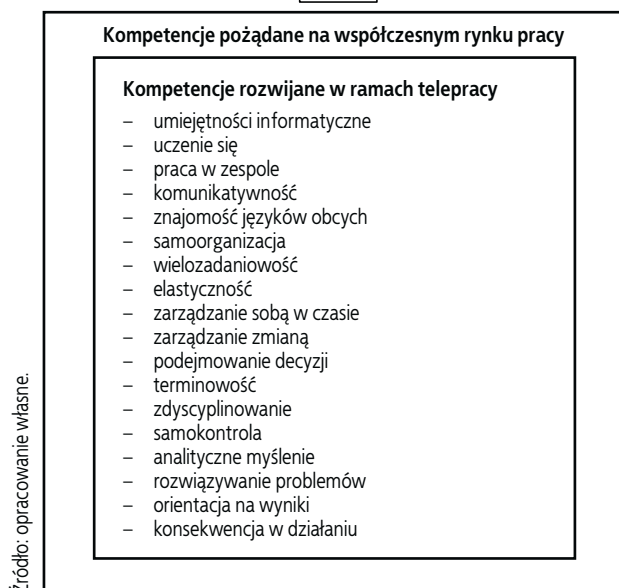 Kompetencje pożądane na współczesnym rynku pracy
Kompetencje rozwijane w ramach telepracy
– umiejętności informatyczne
– uczenie się
– praca w zespole
– komunikatywność
– znajomość języków obcych
– samoorganizacja
– wielozadaniowość
– elastyczność
– zarządzanie sobą w czasie
– zarządzanie zmianą
– podejmowanie decyzji
– terminowość
– zdyscyplinowanie
– samokontrola
– analityczne myślenie
– rozwiązywanie problemów
– orientacja na wyniki
– konsekwencja w działaniu
Źródło: opracowanie własne.